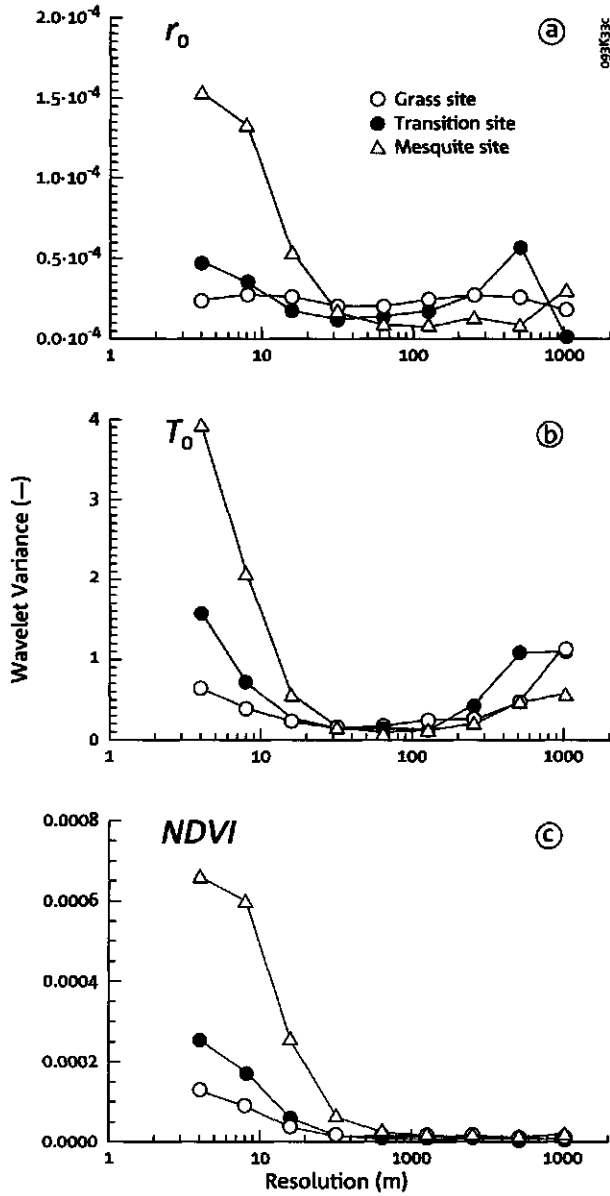 r₀
ⓐ
093K33C
2.0·10⁻⁴
1.5·10⁻⁴
1.0·10⁻⁴
0.5·10⁻⁴
0.0·10⁻⁴
Grass site
Transition site
Mesquite site
1 10 100 1000
T₀
ⓑ
4
3
2
1
0
1 10 100 1000
Wavelet Variance (—)
NDVI
ⓒ
0.0008
0.0006
0.0004
0.0002
0.0000
1 10 100 1000
Resolution (m)